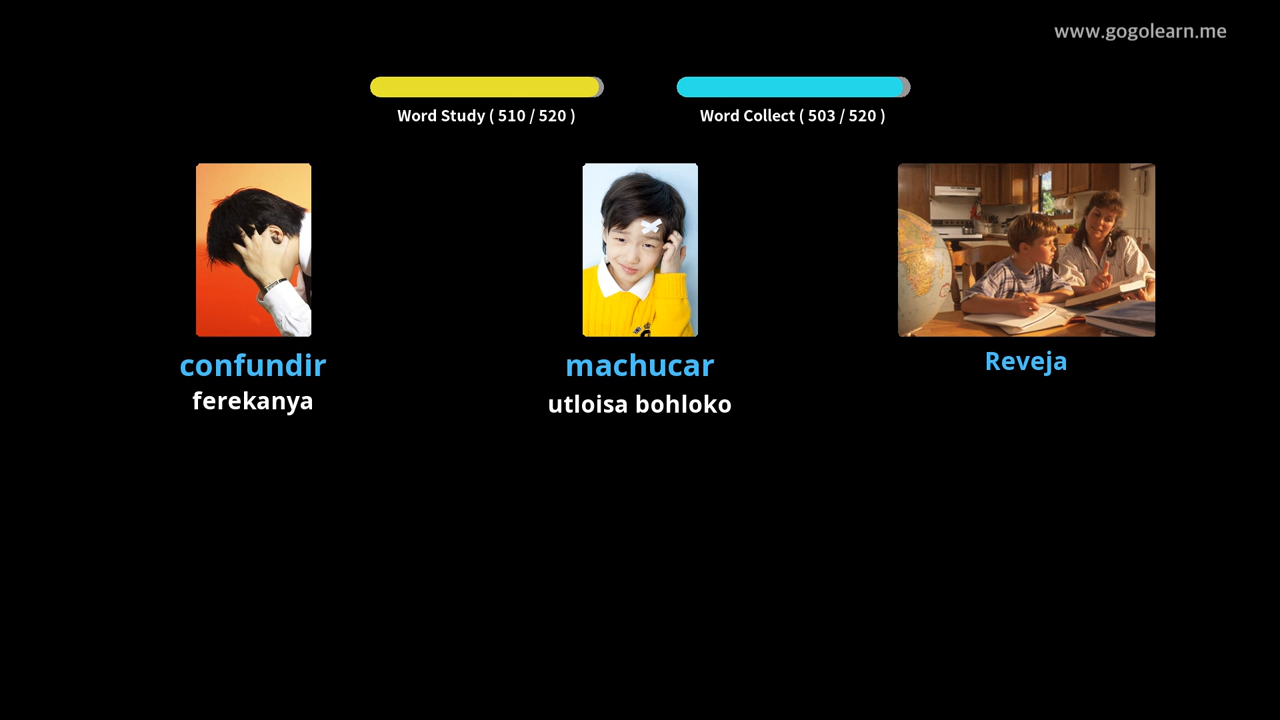 www.gogolearn.me
Word Study ( 510 / 520 )
Word Collect ( 503 / 520 )
confundir
ferekanya
machucar
utloisa bohloko
Reveja